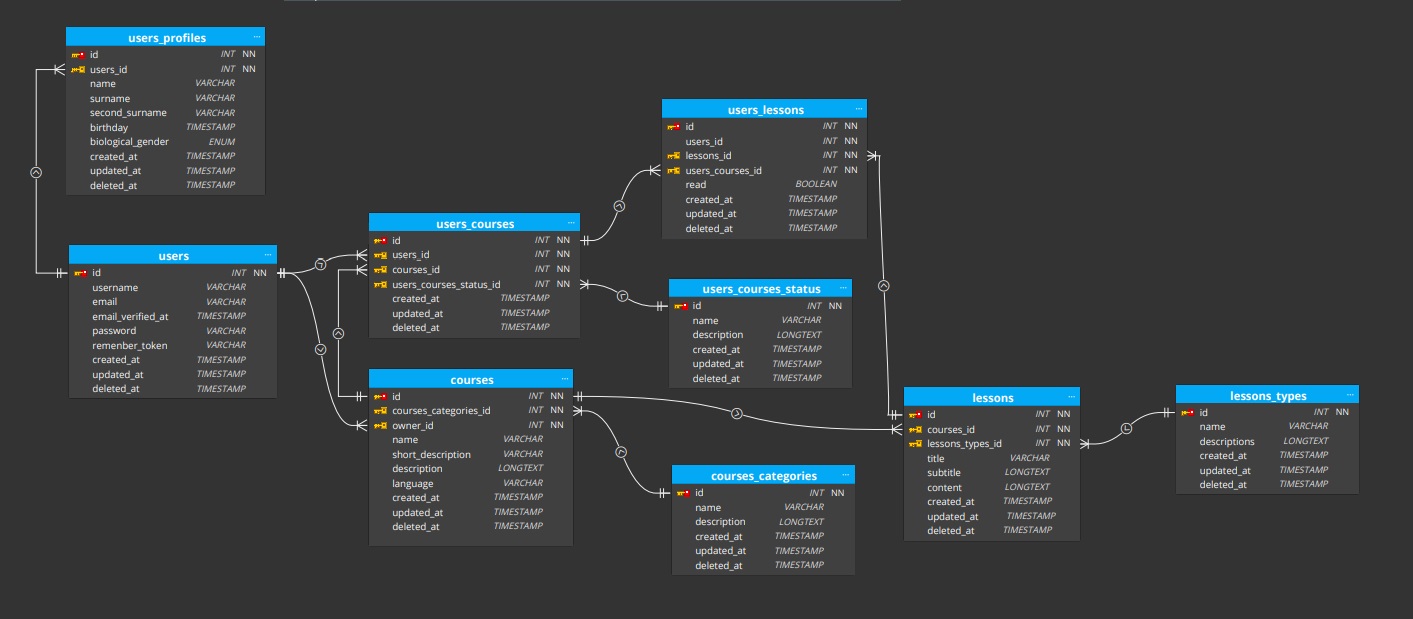 users_profiles ...
id INT NN
users_id INT NN
name VARCHAR
surname VARCHAR
second_surname VARCHAR
birthday TIMESTAMP
biological_gender ENUM
created_at TIMESTAMP
updated_at TIMESTAMP
deleted_at TIMESTAMP
users ...
id INT NN
username VARCHAR
email VARCHAR
email_verified_at TIMESTAMP
password VARCHAR
remenber_token VARCHAR
created_at TIMESTAMP
updated_at TIMESTAMP
deleted_at TIMESTAMP
users_courses ...
id INT NN
users_id INT NN
courses_id INT NN
users_courses_status_id INT NN
created_at TIMESTAMP
updated_at TIMESTAMP
deleted_at TIMESTAMP
courses ...
id INT NN
courses_categories_id INT NN
owner_id INT NN
name VARCHAR
short_description VARCHAR
description LONGTEXT
language VARCHAR
created_at TIMESTAMP
updated_at TIMESTAMP
deleted_at TIMESTAMP
users_lessons ...
id INT NN
users_id INT NN
lessons_id INT NN
users_courses_id INT NN
read BOOLEAN
created_at TIMESTAMP
updated_at TIMESTAMP
deleted_at TIMESTAMP
users_courses_status ...
id INT NN
name VARCHAR
description LONGTEXT
created_at TIMESTAMP
updated_at TIMESTAMP
deleted_at TIMESTAMP
courses_categories ...
id INT NN
name VARCHAR
description LONGTEXT
created_at TIMESTAMP
updated_at TIMESTAMP
deleted_at TIMESTAMP
lessons ...
id INT NN
courses_id INT NN
lessons_types_id INT NN
title VARCHAR
subtitle LONGTEXT
content LONGTEXT
created_at TIMESTAMP
updated_at TIMESTAMP
deleted_at TIMESTAMP
lessons_types ...
id INT NN
name VARCHAR
descriptions LONGTEXT
created_at TIMESTAMP
updated_at TIMESTAMP
deleted_at TIMESTAMP